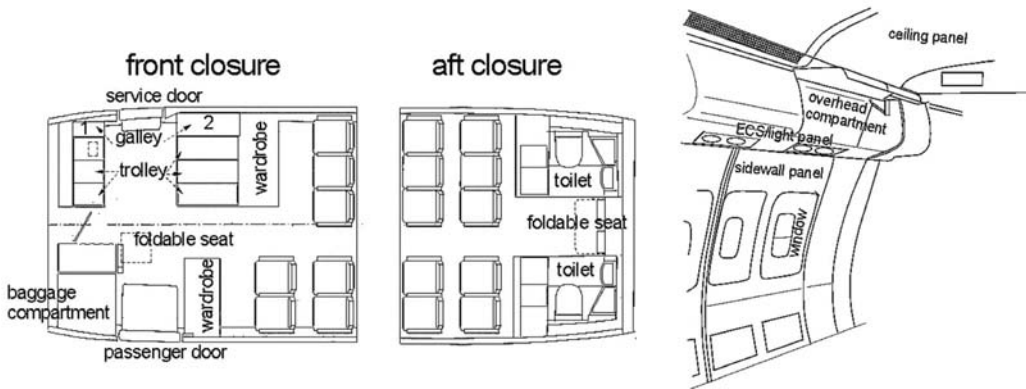 front closure
service door
1
2
galley
trolley
wardrobe
foldable seat
baggage
compartment
wardrobe
passenger door
aft closure
toilet
foldable seat
toilet
ceiling panel
overhead
compartment
ECS/light panel
sidewall panel
window